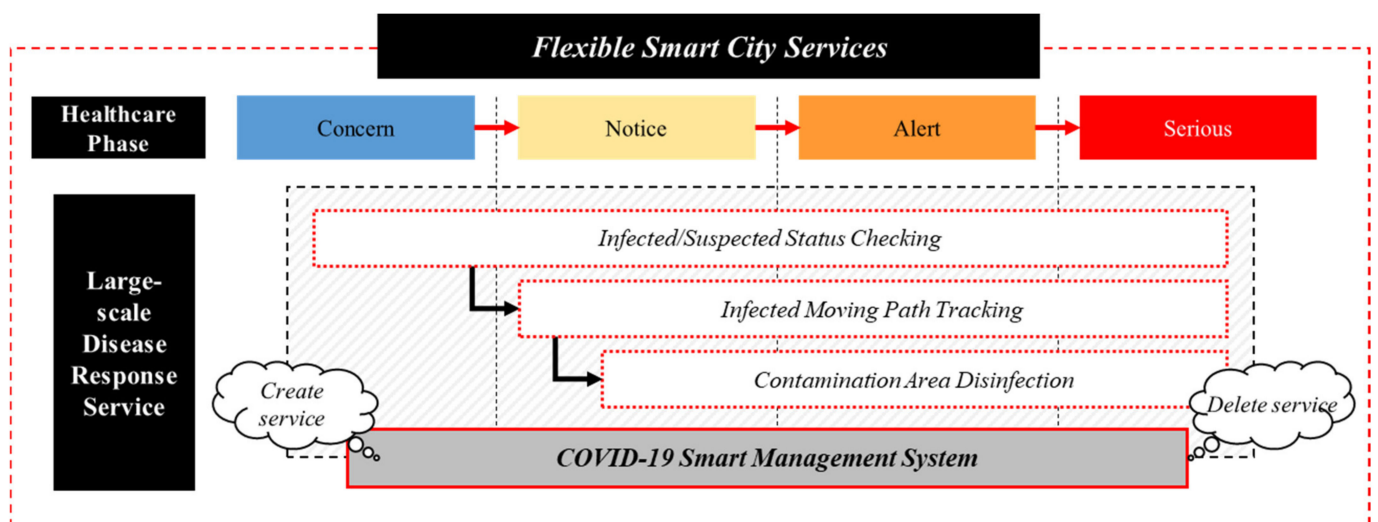 Flexible Smart City Services
Healthcare
Phase
Concern
Notice
Alert
Serious
Large-
scale
Disease
Response
Service
Infected/Suspected Status Checking
Infected Moving Path Tracking
Contamination Area Disinfection
Create
service
Delete service
COVID-19 Smart Management System